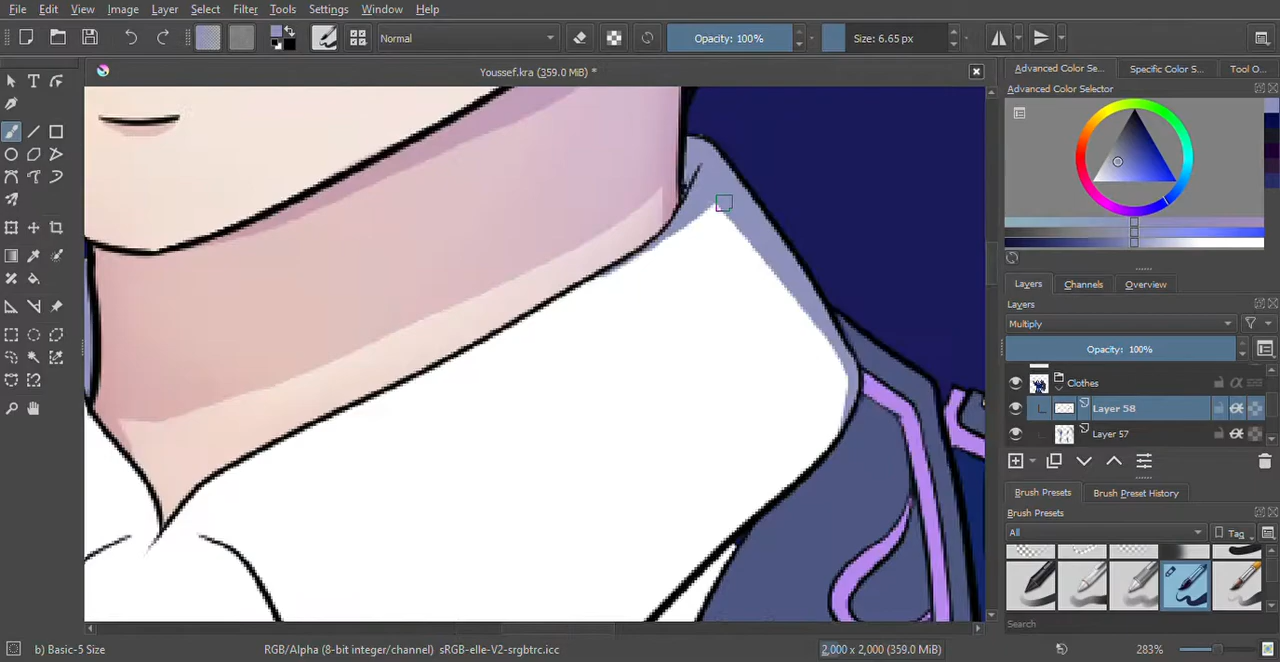 File Edit View Image Layer Select Filter Tools Settings Window Help
Normal
Opacity: 100%
Size: 6.65 px
Youssef.kra (359.0 MiB) *
Advanced Color Se...
Specific Color S...
Tool O...
Advanced Color Selector
Layers
Channels
Overview
Layers
Multiply
Opacity: 100%
Clothes
Layer 58
Layer 57
Brush Presets
Brush Preset History
Brush Presets
All
Tag
Search
b) Basic-5 Size
RGB/Alpha (8-bit integer/channel) sRGB-elle-V2-srgbtrc.icc
2,000 x 2,000 (359.0 MiB)
283%